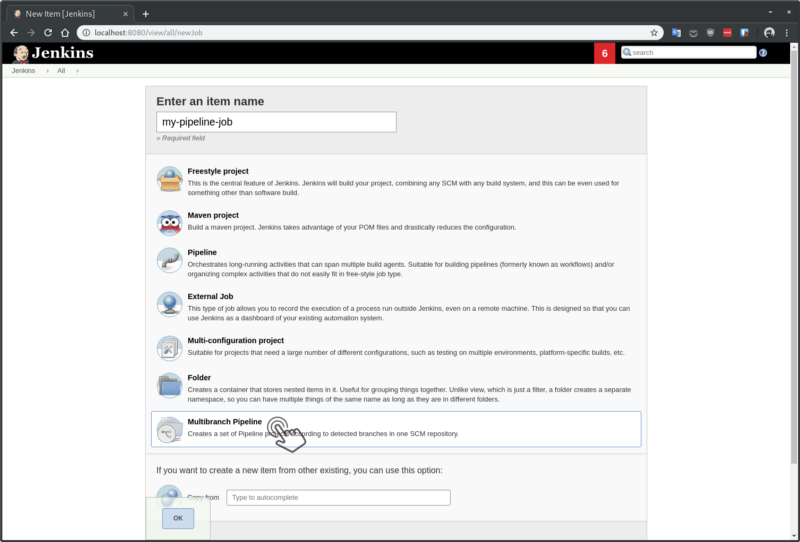 New Item [Jenkins]
localhost:8080/view/all/newJob
Jenkins
6
search
Jenkins › All ›
Enter an item name
my-pipeline-job
» Required field
Freestyle project
This is the central feature of Jenkins. Jenkins will build your project, combining any SCM with any build system, and this can be even used for
something other than software build.
Maven project
Build a maven project. Jenkins takes advantage of your POM files and drastically reduces the configuration.
Pipeline
Orchestrates long-running activities that can span multiple build agents. Suitable for building pipelines (formerly known as workflows) and/or
organizing complex activities that do not easily fit in free-style job type.
External Job
This type of job allows you to record the execution of a process run outside Jenkins, even on a remote machine. This is designed so that you can
use Jenkins as a dashboard of your existing automation system.
Multi-configuration project
Suitable for projects that need a large number of different configurations, such as testing on multiple environments, platform-specific builds, etc.
Folder
Creates a container that stores nested items in it. Useful for grouping things together. Unlike view, which is just a filter, a folder creates a separate
namespace, so you can have multiple things of the same name as long as they are in different folders.
Multibranch Pipeline
Creates a set of Pipeline projects according to detected branches in one SCM repository.
If you want to create a new item from other existing, you can use this option:
Copy from
Type to autocomplete
OK